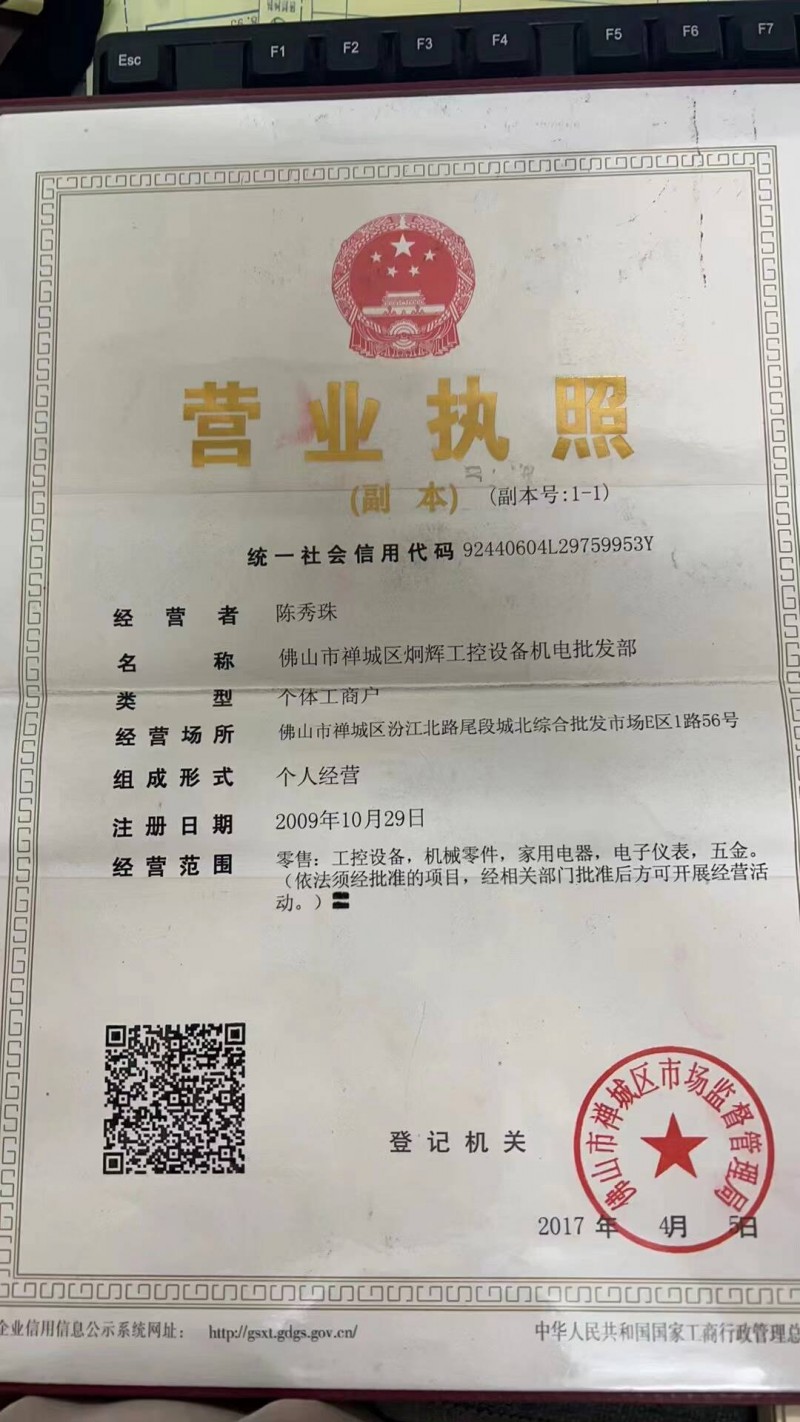 Esc F1 F2 F3 F4 F5 F6 F7
营业执照
(副 本) (副本号:1-1)
统一社会信用代码 92440604L29759953Y
经营者 陈秀珠
名称 佛山市禅城区炯辉工控设备机电批发部
类型 个体工商户
经营场所 佛山市禅城区汾江北路尾段城北综合批发市场E区1路56号
组成形式 个人经营
注册日期 2009年10月29日
经营范围 零售：工控设备，机械零件，家用电器，电子仪表，五金。
（依法须经批准的项目，经相关部门批准后方可开展经营活
动。）
佛山市禅城区市场监督管理局
登记机关
2017 年 4月 5日
企业信用信息公示系统网址： http://gsxt.gdgs.gov.cn/ 中华人民共和国国家工商行政管理总